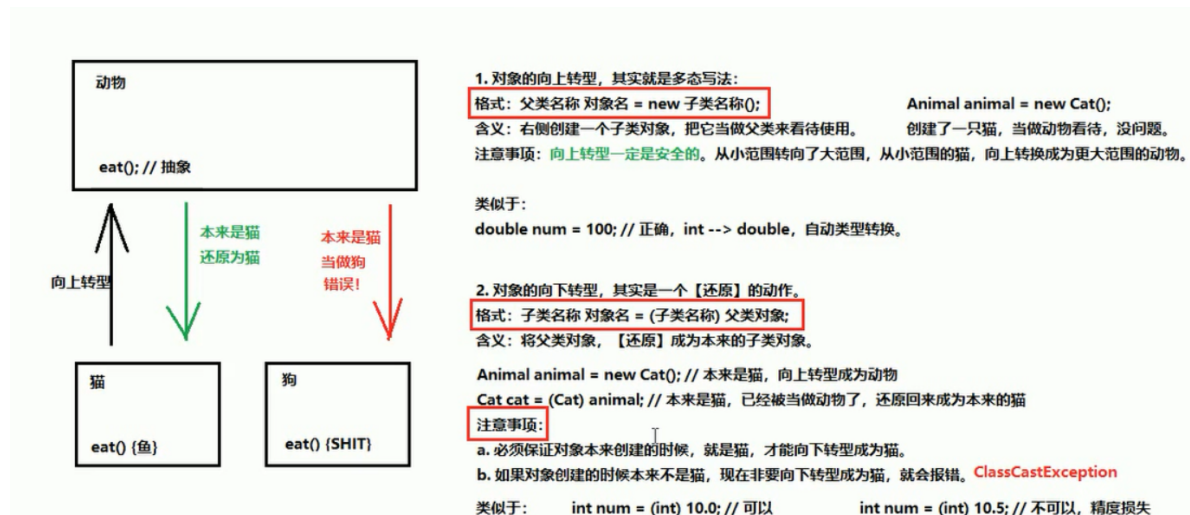 动物
eat(); // 抽象
向上转型
本来是猫
还原为猫
本来是猫
当做狗
错误！
猫
eat() {鱼}
狗
eat() {SHIT}
1. 对象的向上转型，其实就是多态写法：
格式：父类名称 对象名 = new 子类名称();
Animal animal = new Cat();
含义：右侧创建一个子类对象，把它当做父类来看待使用。
创建了一只猫，当做动物看待，没问题。
注意事项：向上转型一定是安全的。从小范围转向了大范围，从小范围的猫，向上转换成为更大范围的动物。
类似于：
double num = 100; // 正确，int --> double，自动类型转换。
2. 对象的向下转型，其实是一个【还原】的动作。
格式：子类名称 对象名 = (子类名称) 父类对象;
含义：将父类对象，【还原】成为本来的子类对象。
Animal animal = new Cat(); // 本来是猫，向上转型成为动物
Cat cat = (Cat) animal; // 本来是猫，已经被当做动物了，还原回来成为本来的猫
注意事项：
a. 必须保证对象本来创建的时候，就是猫，才能向下转型成为猫。
b. 如果对象创建的时候本来不是猫，现在非要向下转型成为猫，就会报错。ClassCastException
类似于： int num = (int) 10.0; // 可以 int num = (int) 10.5; // 不可以，精度损失